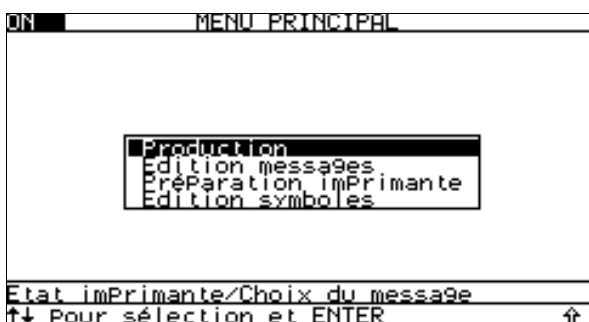 ON MENU PRINCIPAL
Production
Edition messages
Préparation imprimante
Edition symboles
Etat imprimante/Choix du message
↑↓ Pour sélection et ENTER ⇧